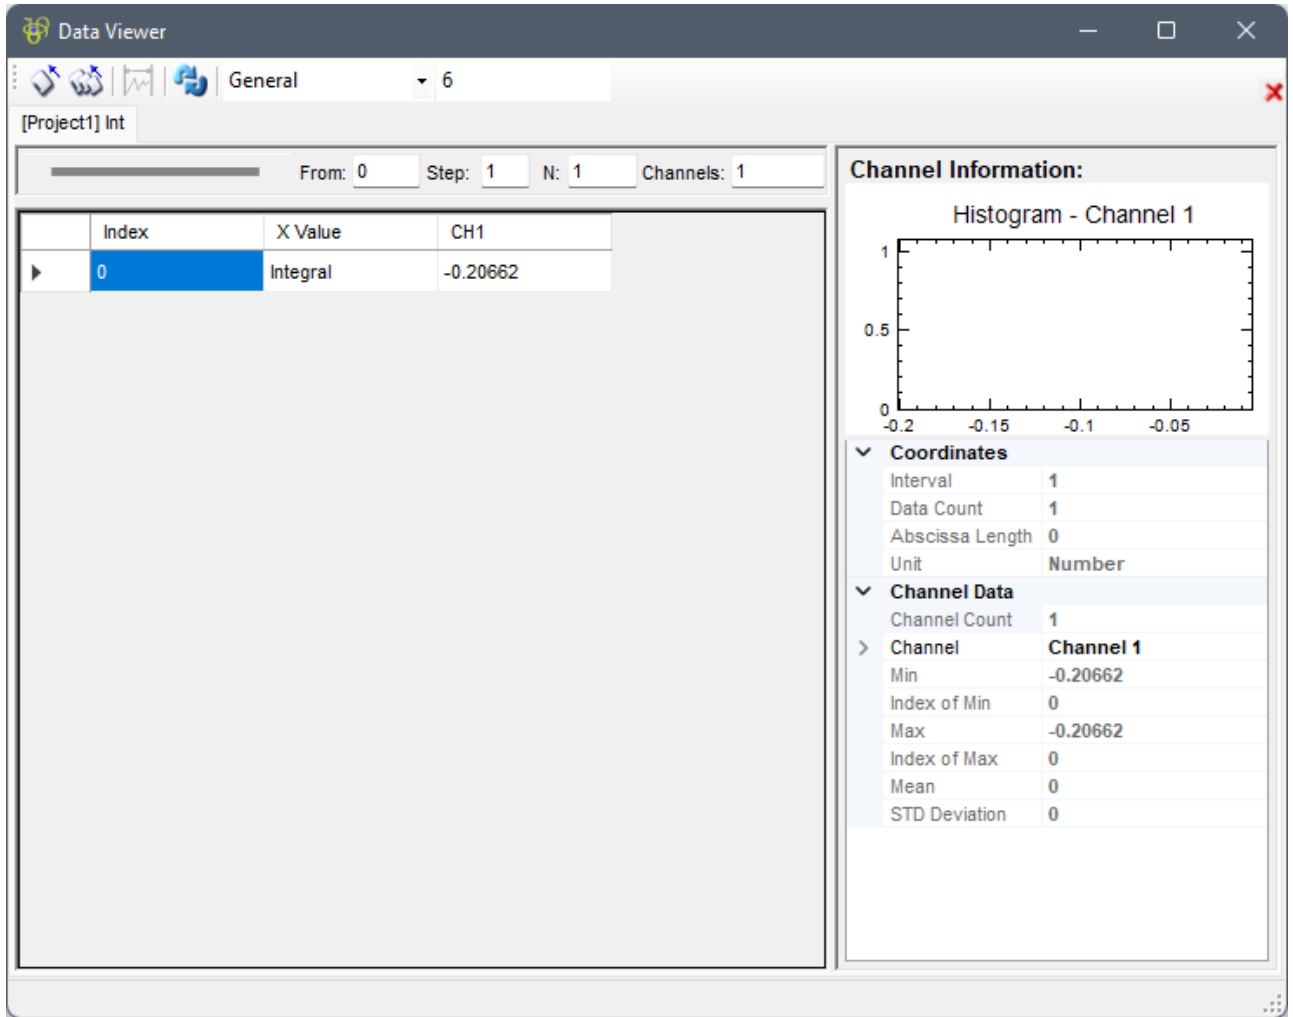 Data Viewer
General 6
[Project1] Int
From: 0 Step: 1 N: 1 Channels: 1
Index X Value CH1
0 Integral -0.20662
Channel Information:
Histogram - Channel 1
1
0.5
0
-0.2 -0.15 -0.1 -0.05
Coordinates
Interval 1
Data Count 1
Abscissa Length 0
Unit Number
Channel Data
Channel Count 1
Channel Channel 1
Min -0.20662
Index of Min 0
Max -0.20662
Index of Max 0
Mean 0
STD Deviation 0